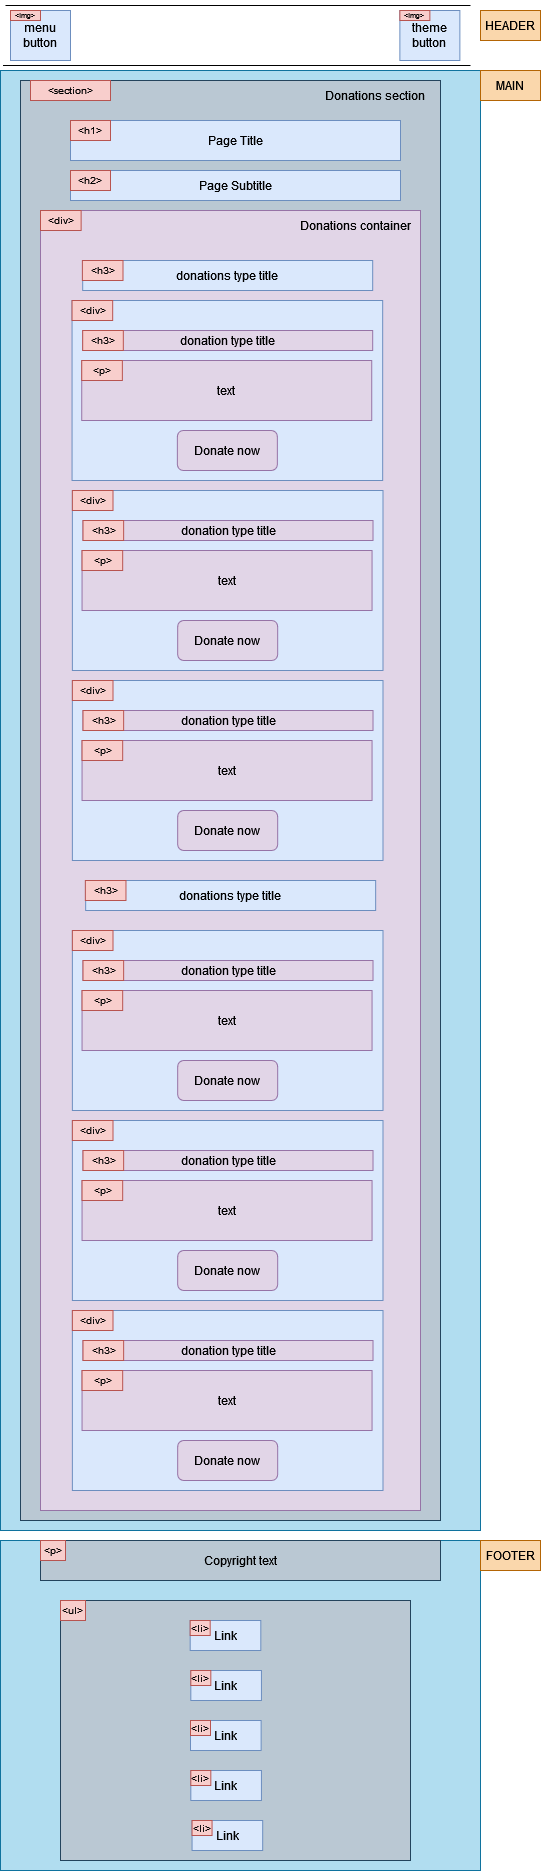 <img>
menu
button
<img>
theme
button
HEADER
MAIN
<section>
Donations section
<h1>
Page Title
<h2>
Page Subtitle
<div>
Donations container
<h3>
donations type title
<div>
<h3>
donation type title
<p>
text
Donate now
<div>
<h3>
donation type title
<p>
text
Donate now
<div>
<h3>
donation type title
<p>
text
Donate now
<h3>
donations type title
<div>
<h3>
donation type title
<p>
text
Donate now
<div>
<h3>
donation type title
<p>
text
Donate now
<div>
<h3>
donation type title
<p>
text
Donate now
<p>
Copyright text
FOOTER
<ul>
<li>
Link
<li>
Link
<li>
Link
<li>
Link
<li>
Link